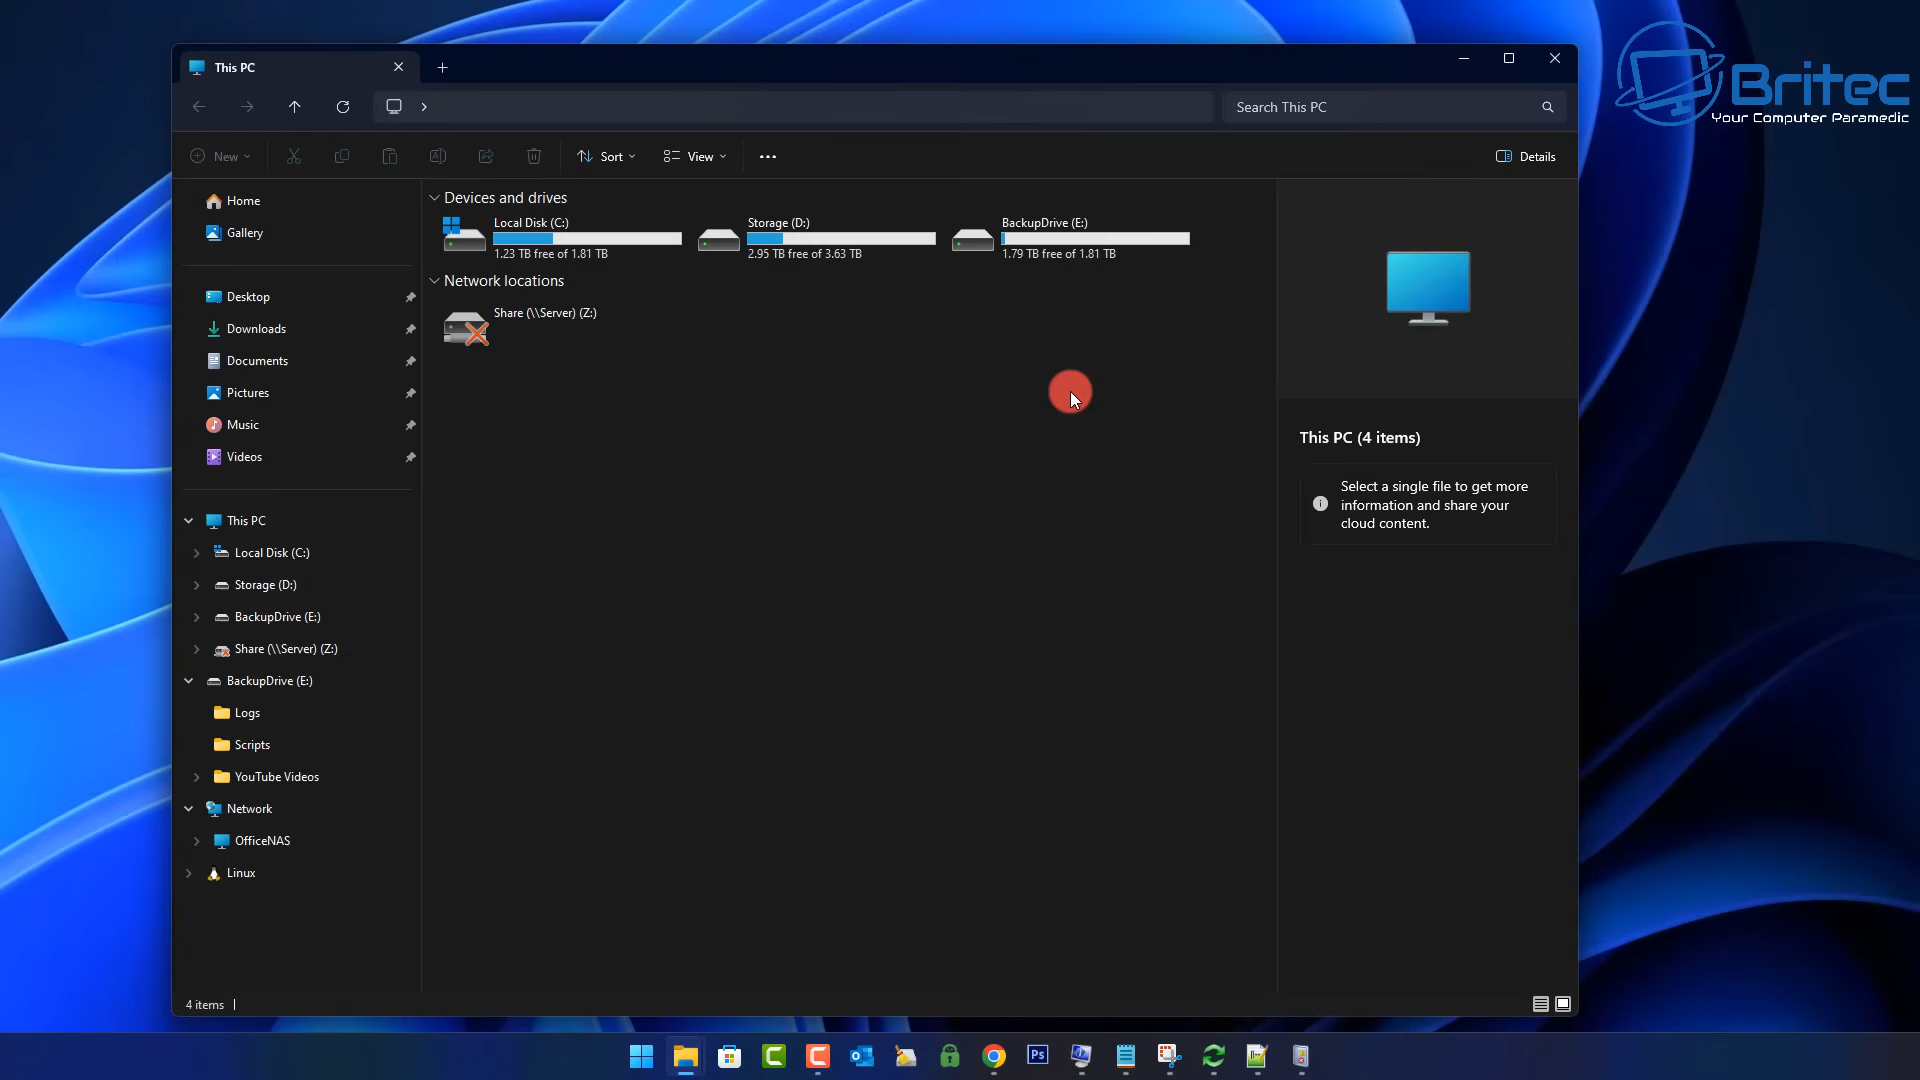 This PC
Britec
Your Computer Paramedic
Search This PC
New
Sort
View
Details
Home
Gallery
Desktop
Downloads
Documents
Pictures
Music
Videos
This PC
Local Disk (C:)
Storage (D:)
BackupDrive (E:)
Share (\\Server) (Z:)
BackupDrive (E:)
Logs
Scripts
YouTube Videos
Network
OfficeNAS
Linux
Devices and drives
Local Disk (C:)
1.23 TB free of 1.81 TB
Storage (D:)
2.95 TB free of 3.63 TB
BackupDrive (E:)
1.79 TB free of 1.81 TB
Network locations
Share (\\Server) (Z:)
This PC (4 items)
Select a single file to get more
information and share your
cloud content.
4 items
Ps